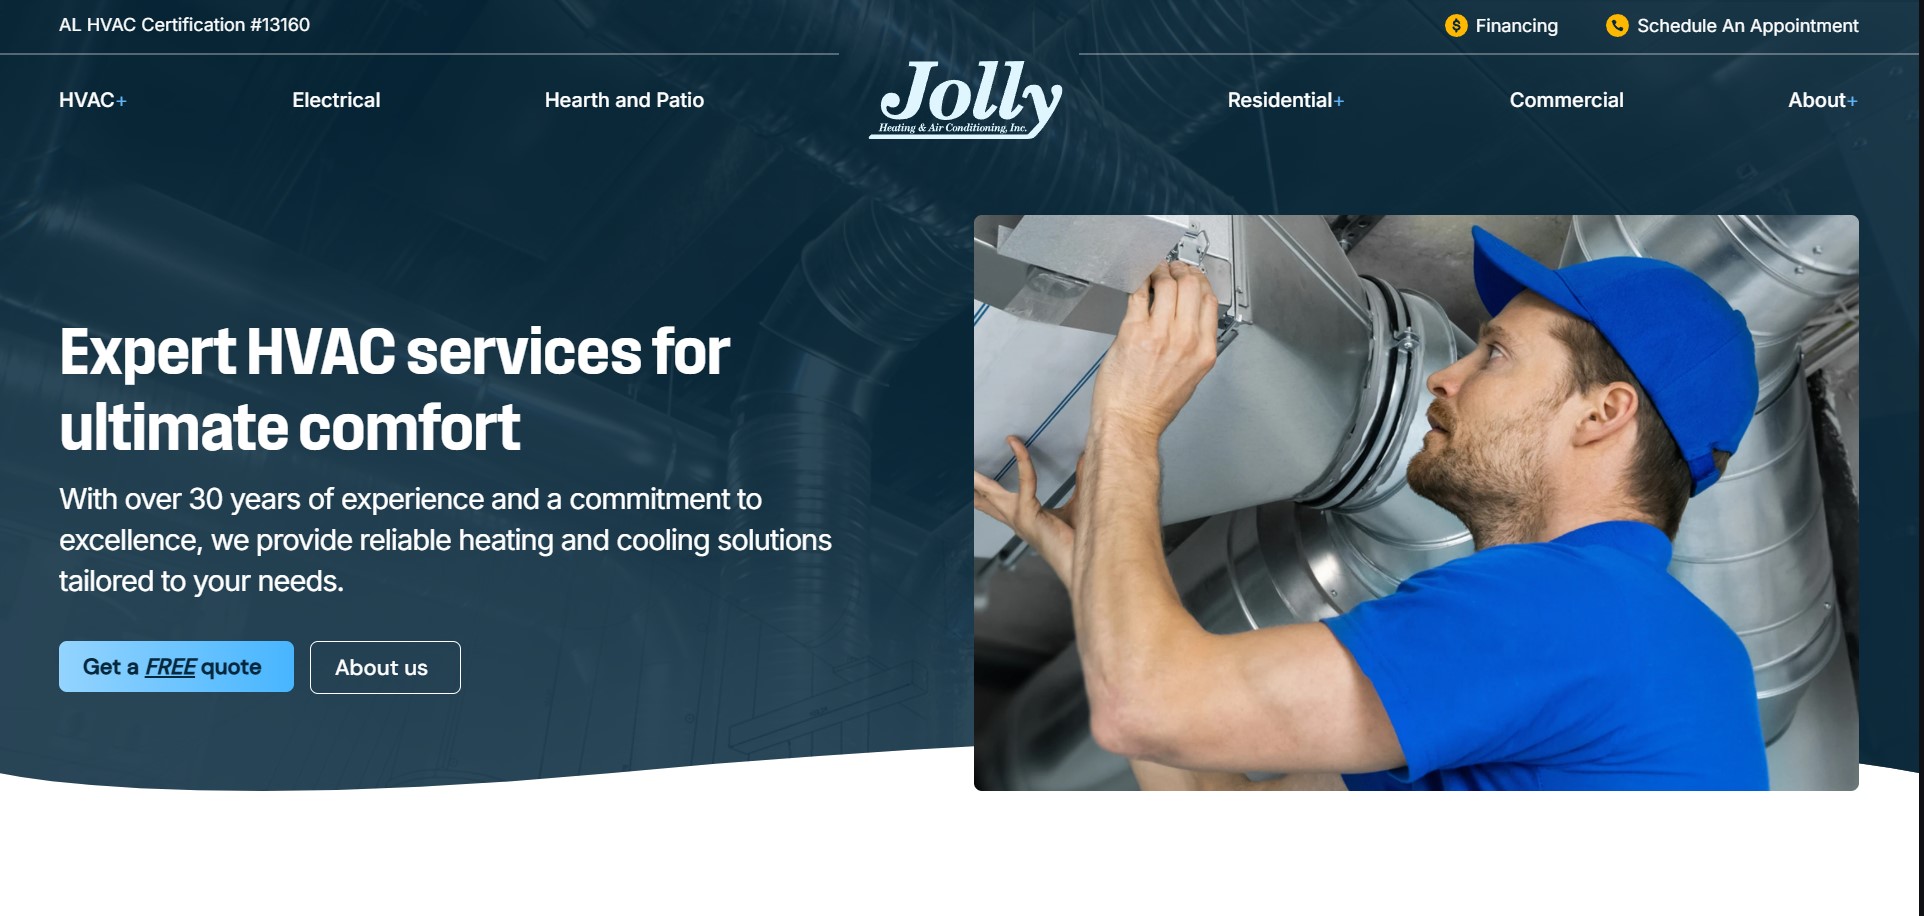 AL HVAC Certification #13160
Financing
Schedule An Appointment
HVAC+
Electrical
Hearth and Patio
Jolly
Heating & Air Conditioning, Inc.
Residential+
Commercial
About+
Expert HVAC services for
ultimate comfort
With over 30 years of experience and a commitment to
excellence, we provide reliable heating and cooling solutions
tailored to your needs.
Get a FREE quote
About us